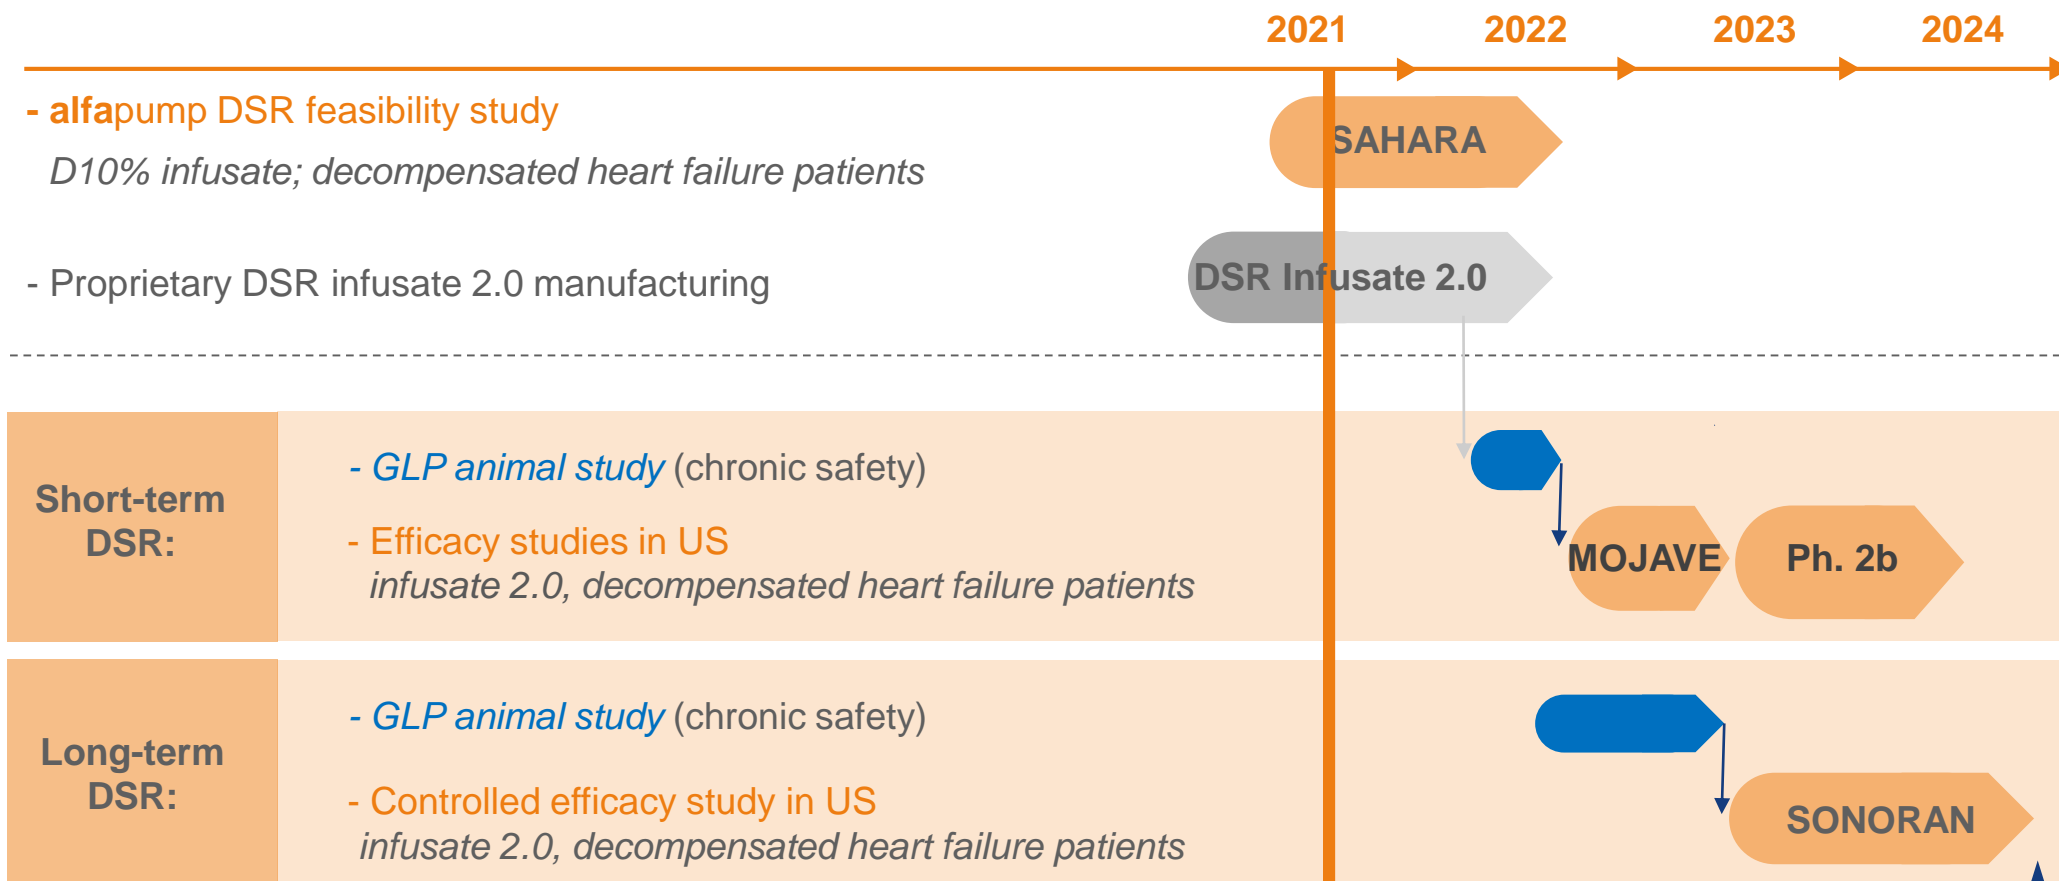 2021 2022 2023 2024
- alfapump DSR feasibility study
SAHARA
D10% infusate; decompensated heart failure patients
- Proprietary DSR infusate 2.0 manufacturing
DSR Infusate 2.0
Short-term
DSR:
- GLP animal study (chronic safety)
- Efficacy studies in US
infusate 2.0, decompensated heart failure patients
MOJAVE
Ph. 2b
Long-term
DSR:
- GLP animal study (chronic safety)
- Controlled efficacy study in US
infusate 2.0, decompensated heart failure patients
SONORAN